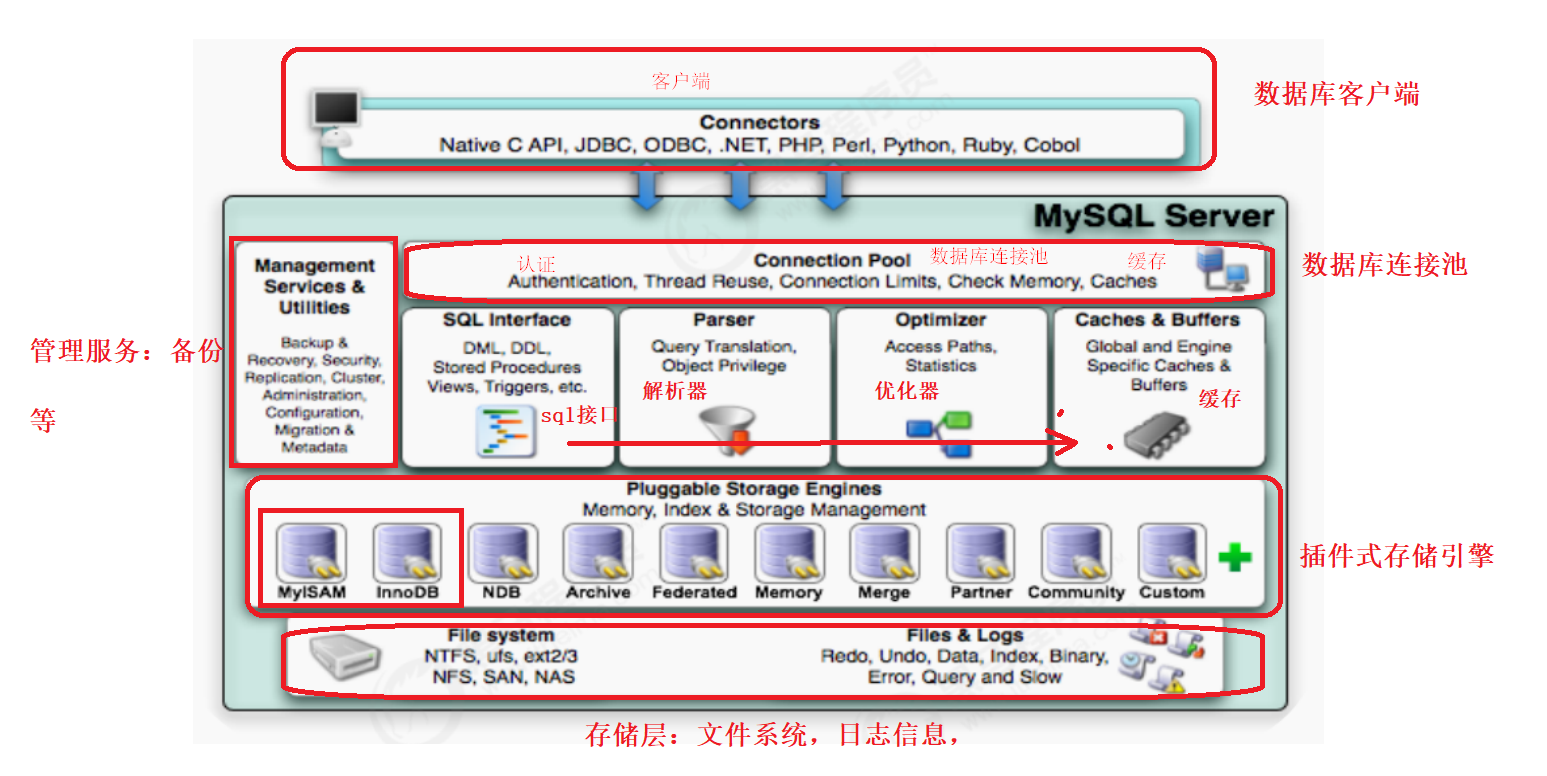 客户端
数据库客户端
Connectors
Native C API, JDBC, ODBC, .NET, PHP, Perl, Python, Ruby, Cobol
MySQL Server
Management
Services &
Utilities
Backup &
Recovery, Security,
Replication, Cluster,
Administration,
Configuration,
Migration &
Metadata
管理服务：备份
等
认证
Connection Pool
数据库连接池
缓存
Authentication, Thread Reuse, Connection Limits, Check Memory, Caches
数据库连接池
SQL Interface
DML, DDL,
Stored Procedures
Views, Triggers, etc.
sql接口
Parser
Query Translation,
Object Privilege
解析器
Optimizer
Access Paths,
Statistics
优化器
Caches & Buffers
Global and Engine
Specific Caches &
Buffers
缓存
Pluggable Storage Engines
Memory, Index & Storage Management
MyISAM
InnoDB
NDB
Archive
Federated
Memory
Merge
Partner
Community
Custom
插件式存储引擎
File system
NTFS, ufs, ext2/3
NFS, SAN, NAS
Files & Logs
Redo, Undo, Data, Index, Binary,
Error, Query and Slow
存储层：文件系统，日志信息，